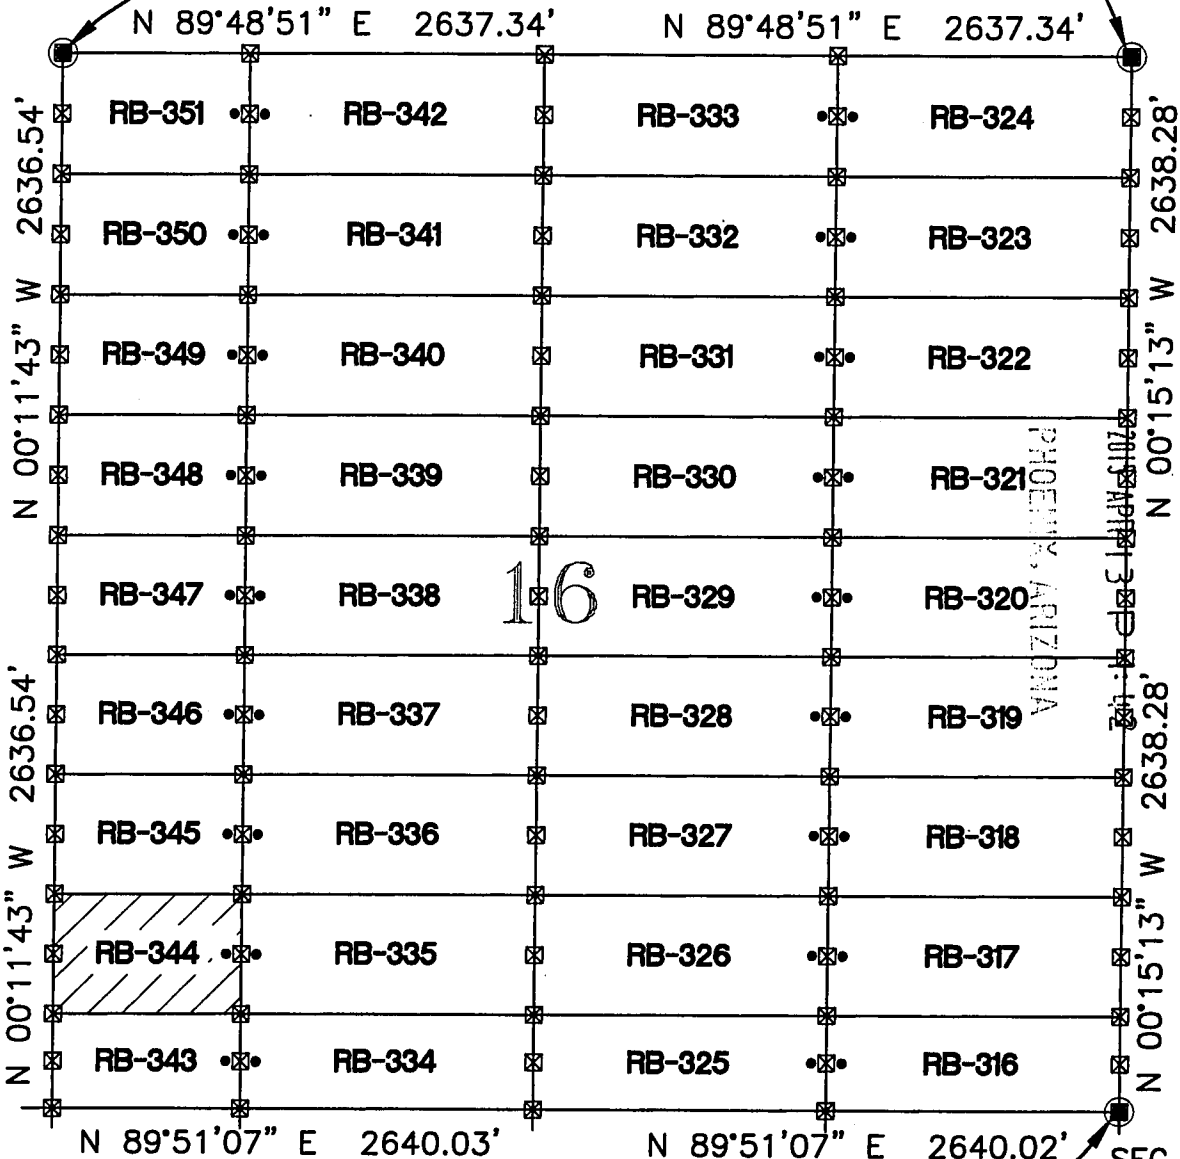 N 89°48'51" E 2637.34' N 89°48'51" E 2637.34'
RB-351 RB-342 RB-333 RB-324
RB-350 RB-341 RB-332 RB-323
RB-349 RB-340 RB-331 RB-322
RB-348 RB-339 RB-330 RB-321
RB-347 RB-338 16 RB-329 RB-320
RB-346 RB-337 RB-328 RB-319
RB-345 RB-336 RB-327 RB-318
RB-344 RB-335 RB-326 RB-317
RB-343 RB-334 RB-325 RB-316
N 89°51'07" E 2640.03' N 89°51'07" E 2640.02'
SEC
N 00°11'43" W 2636.54'
N 00°11'43" W 2636.54'
N 00°15'13" W 2638.28'
N 00°15'13" W 2638.28'
PHOENIX, ARIZONA